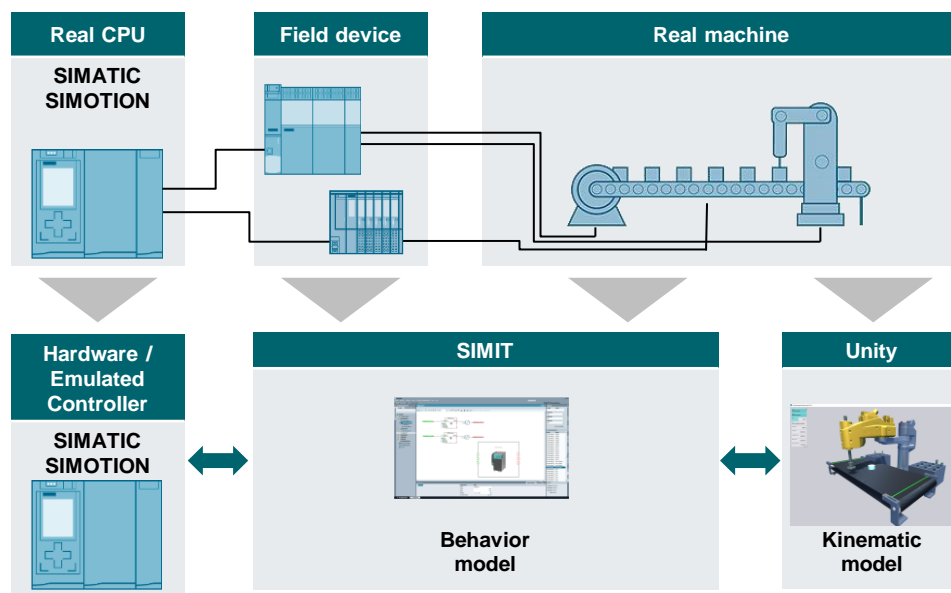 Real CPU
Field device
Real machine
SIMATIC
SIMOTION
Hardware /
Emulated
Controller
SIMIT
Unity
SIMATIC
SIMOTION
Behavior
model
Kinematic
model